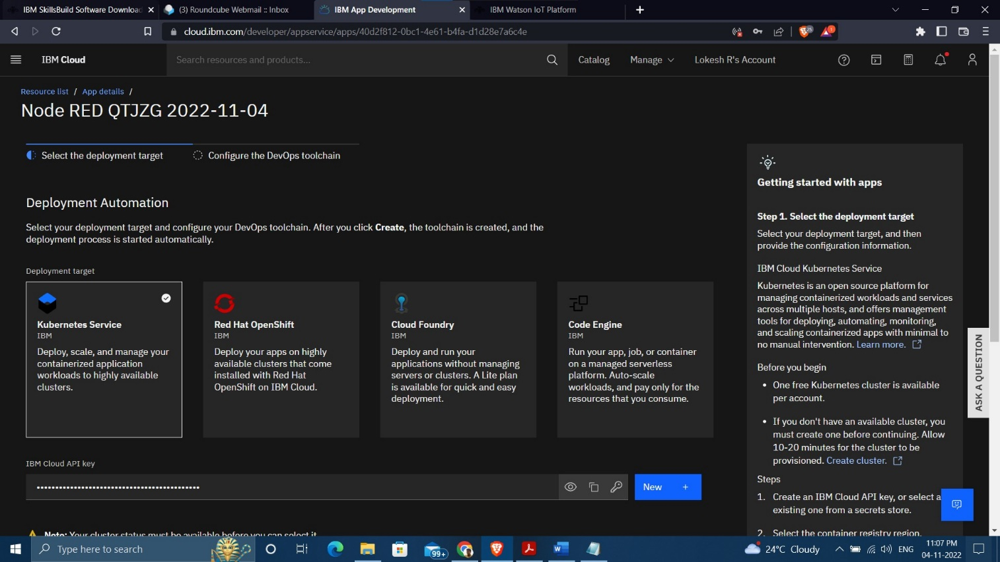 IBM SkillsBuild Software Download
(3) Roundcube Webmail :: Inbox
IBM App Development
IBM Watson IoT Platform
cloud.ibm.com/developer/appservice/apps/40d2f812-0bc1-4e61-b4fa-d1d28e7a6c4e
25
1
IBM Cloud
Search resources and products...
Catalog
Manage
Lokesh R's Account
Resource list / App details /
Node RED QTJZG 2022-11-04
Select the deployment target
Configure the DevOps toolchain
Deployment Automation
Select your deployment target and configure your DevOps toolchain. After you click Create, the toolchain is created, and the
deployment process is started automatically.
Deployment target
Kubernetes Service
IBM
Deploy, scale, and manage your
containerized application
workloads to highly available
clusters.
Red Hat OpenShift
IBM
Deploy your apps on highly
available clusters that come
installed with Red Hat
OpenShift on IBM Cloud.
Cloud Foundry
IBM
Deploy and run your
applications without managing
servers or clusters. A Lite plan
is available for quick and easy
deployment.
Code Engine
IBM
Run your app, job, or container
on a managed serverless
platform. Auto-scale
workloads, and pay only for the
resources that you consume.
IBM Cloud API key
New +
Note: Your cluster status must be available before you can select it.
Getting started with apps
Step 1. Select the deployment target
Select your deployment target, and then
provide the configuration information.
IBM Cloud Kubernetes Service
Kubernetes is an open source platform for
managing containerized workloads and services
across multiple hosts, and offers management
tools for deploying, automating, monitoring,
and scaling containerized apps with minimal to
no manual intervention. Learn more.
Before you begin
• One free Kubernetes cluster is available
per account.
• If you don't have an available cluster, you
must create one before continuing. Allow
10-20 minutes for the cluster to be
provisioned. Create cluster.
Steps
1. Create an IBM Cloud API key, or select a
existing one from a secrets store.
2. Select the container registry region.
ASK A QUESTION
Type here to search
99+
24°C Cloudy
ENG
11:07 PM
04-11-2022